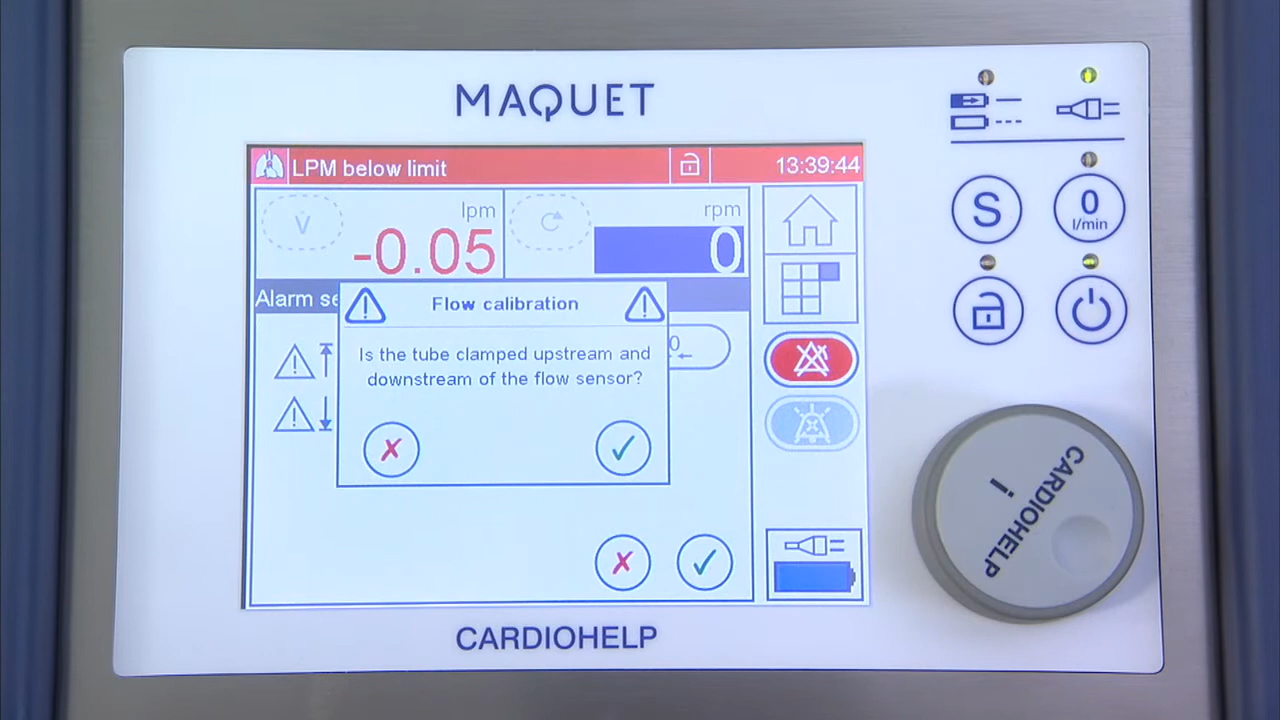 MAQUET
LPM below limit
13:39:44
V
lpm
rpm
-0.05
0
S
0
l/min
Alarm se
Flow calibration
Is the tube clamped upstream and
downstream of the flow sensor?
0
CARDIOHELP
i
CARDIOHELP